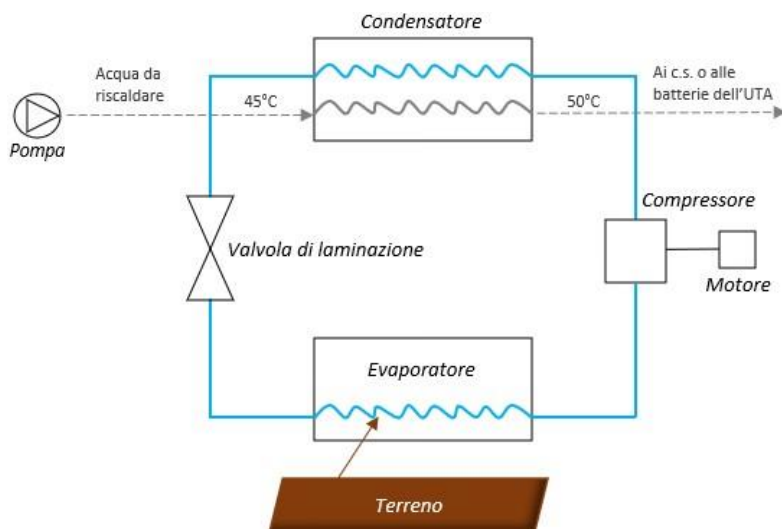 Condensatore
Acqua da
riscaldare
45°C
50°C
Ai c.s. o alle
batterie dell'UTA
Pompa
Compressore
Valvola di laminazione
Motore
Evaporatore
Terreno